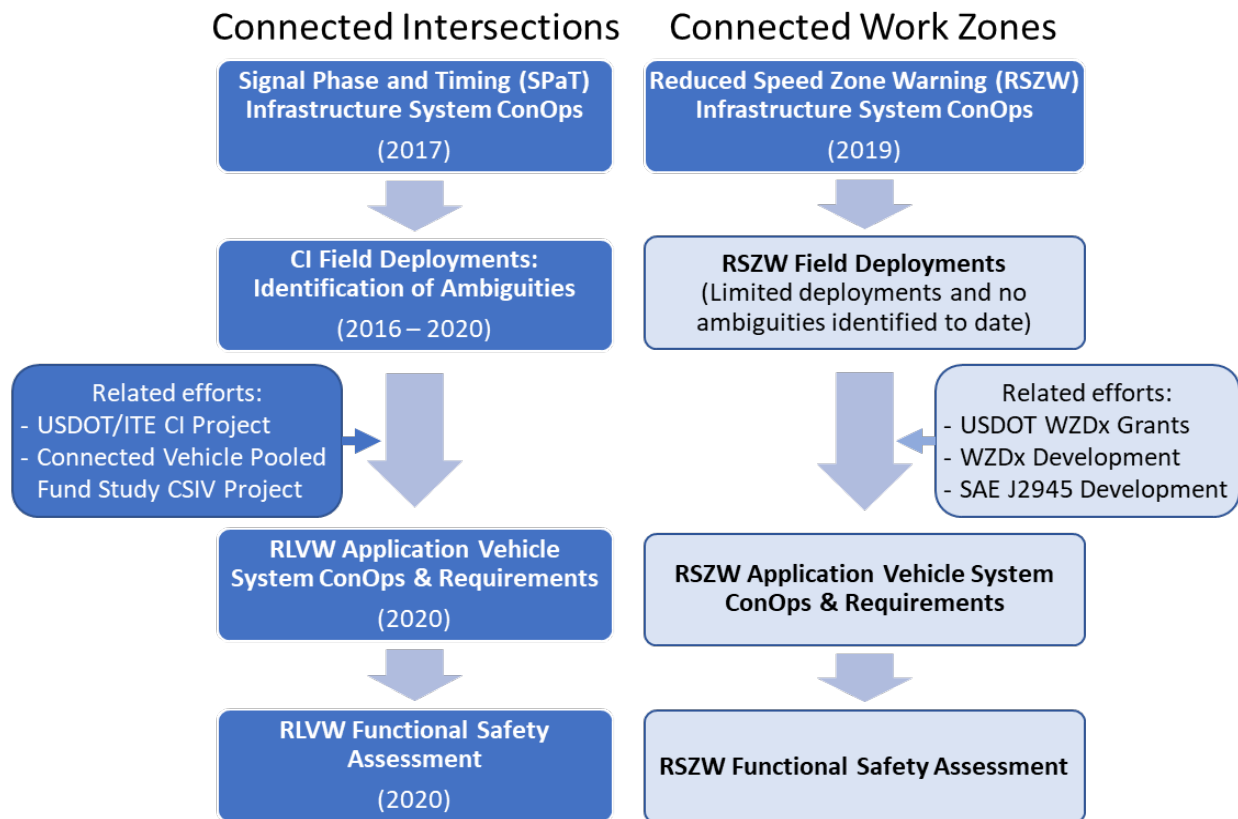 Connected Intersections
Signal Phase and Timing (SPaT)
Infrastructure System ConOps
(2017)
CI Field Deployments:
Identification of Ambiguities
(2016 – 2020)
Related efforts:
- USDOT/ITE CI Project
- Connected Vehicle Pooled
Fund Study CSIV Project
RLVW Application Vehicle
System ConOps & Requirements
(2020)
RLVW Functional Safety
Assessment
(2020)
Connected Work Zones
Reduced Speed Zone Warning (RSZW)
Infrastructure System ConOps
(2019)
RSZW Field Deployments
(Limited deployments and no
ambiguities identified to date)
Related efforts:
- USDOT WZDx Grants
- WZDx Development
- SAE J2945 Development
RSZW Application Vehicle System
ConOps & Requirements
RSZW Functional Safety Assessment